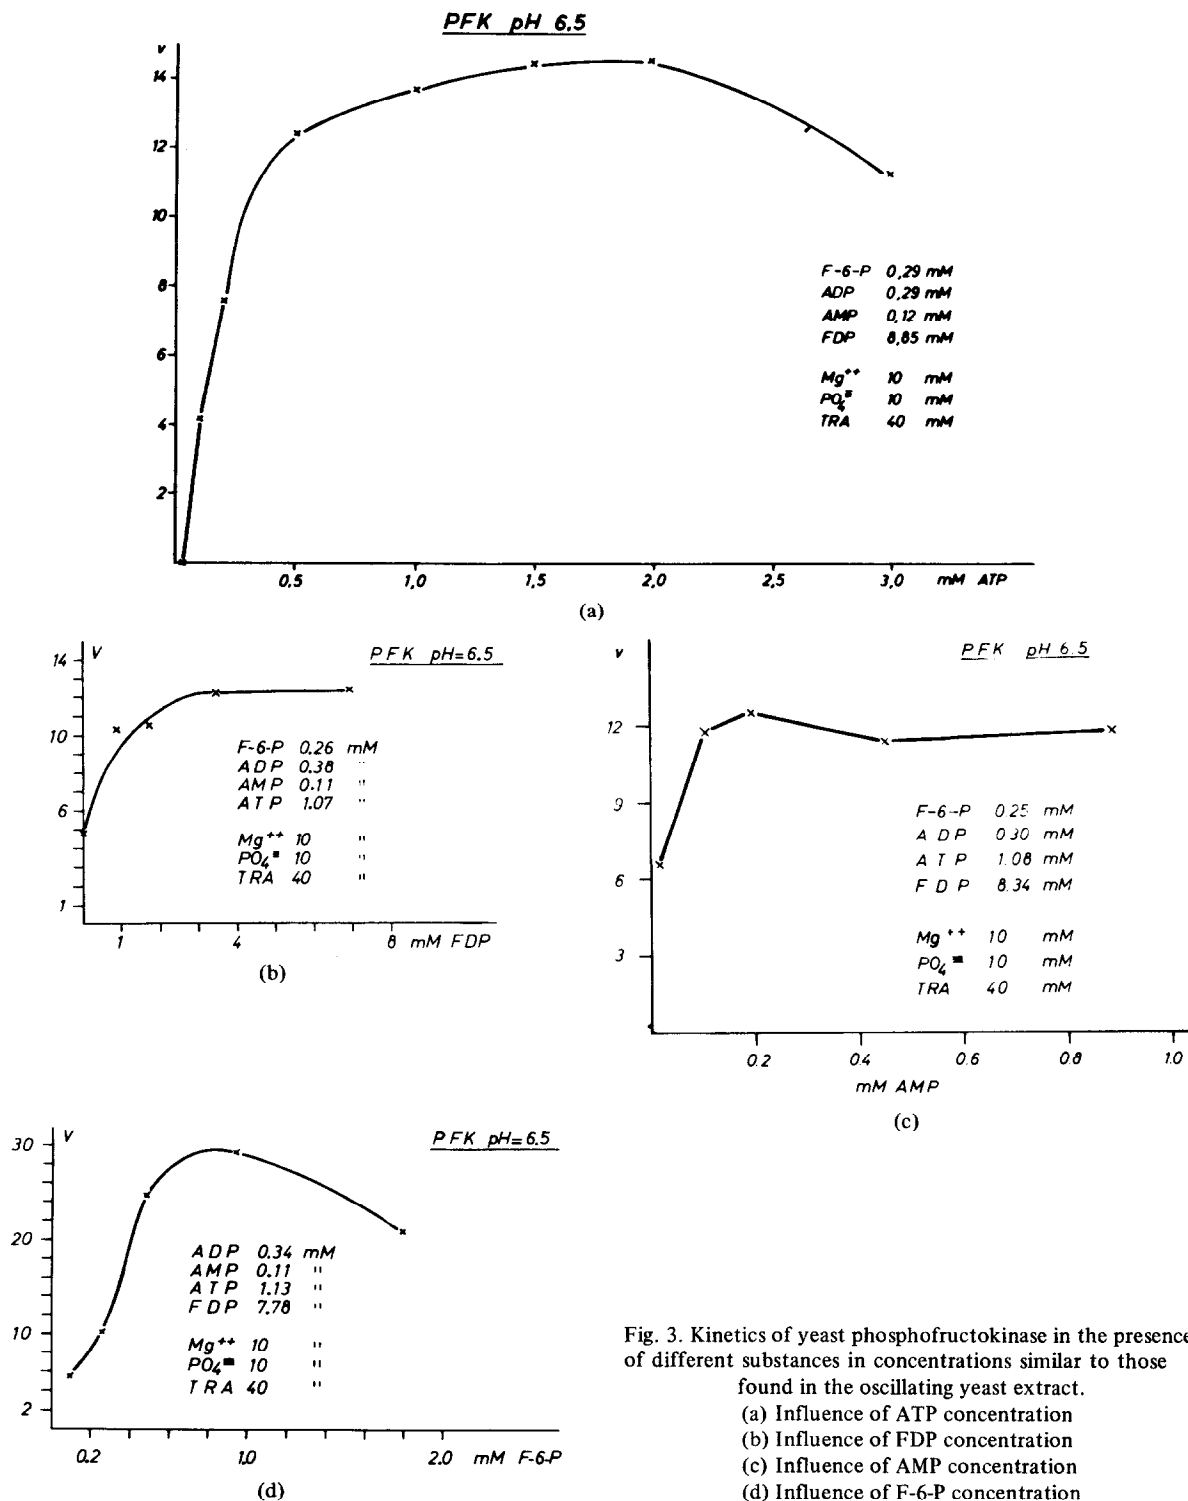 PFK pH 6.5
v
14
12
10
8
6
4
2
F-6-P 0,29 mM
ADP 0,29 mM
AMP 0,12 mM
FDP 8,85 mM
Mg++ 10 mM
PO4≡ 10 mM
TRA 40 mM
0,5 1,0 1,5 2,0 2,5 3,0 mM ATP
(a)
PFK pH=6.5
V
14
10
6
1
F-6-P 0.26 mM
ADP 0.38 "
AMP 0.11 "
ATP 1.07 "
Mg++ 10 "
PO4≡ 10 "
TRA 40 "
1 4 8 mM FDP
(b)
PFK pH 6.5
v
12
9
6
3
F-6-P 0.25 mM
ADP 0.30 mM
ATP 1.08 mM
FDP 8.34 mM
Mg++ 10 mM
PO4≡ 10 mM
TRA 40 mM
0.2 0.4 0.6 0.8 1.0
mM AMP
(c)
PFK pH=6.5
V
30
20
10
2
ADP 0.34 mM
AMP 0.11 "
ATP 1.13 "
FDP 7.78 "
Mg++ 10 "
PO4≡ 10 "
TRA 40 "
0.2 1.0 2.0 mM F-6-P
(d)
Fig. 3. Kinetics of yeast phosphofructokinase in the presence
of different substances in concentrations similar to those
found in the oscillating yeast extract.
(a) Influence of ATP concentration
(b) Influence of FDP concentration
(c) Influence of AMP concentration
(d) Influence of F-6-P concentration